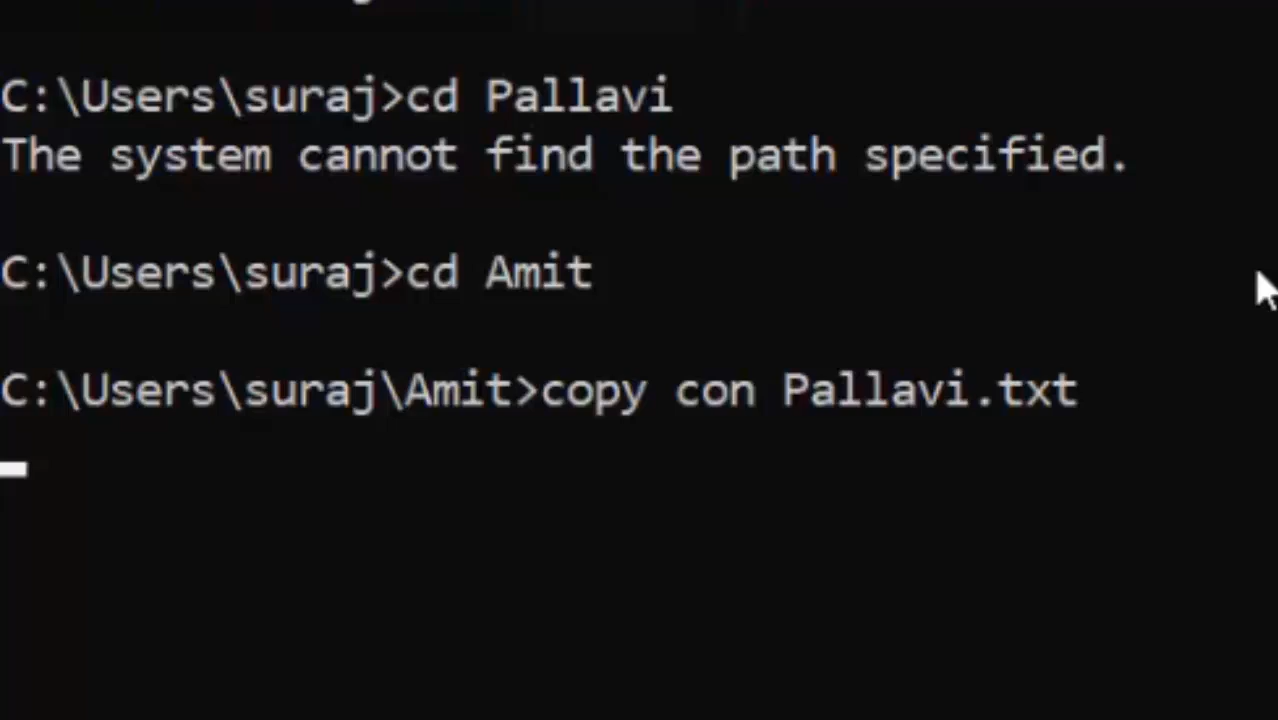 C:\Users\suraj>cd Pallavi
The system cannot find the path specified.
C:\Users\suraj>cd Amit
C:\Users\suraj\Amit>copy con Pallavi.txt